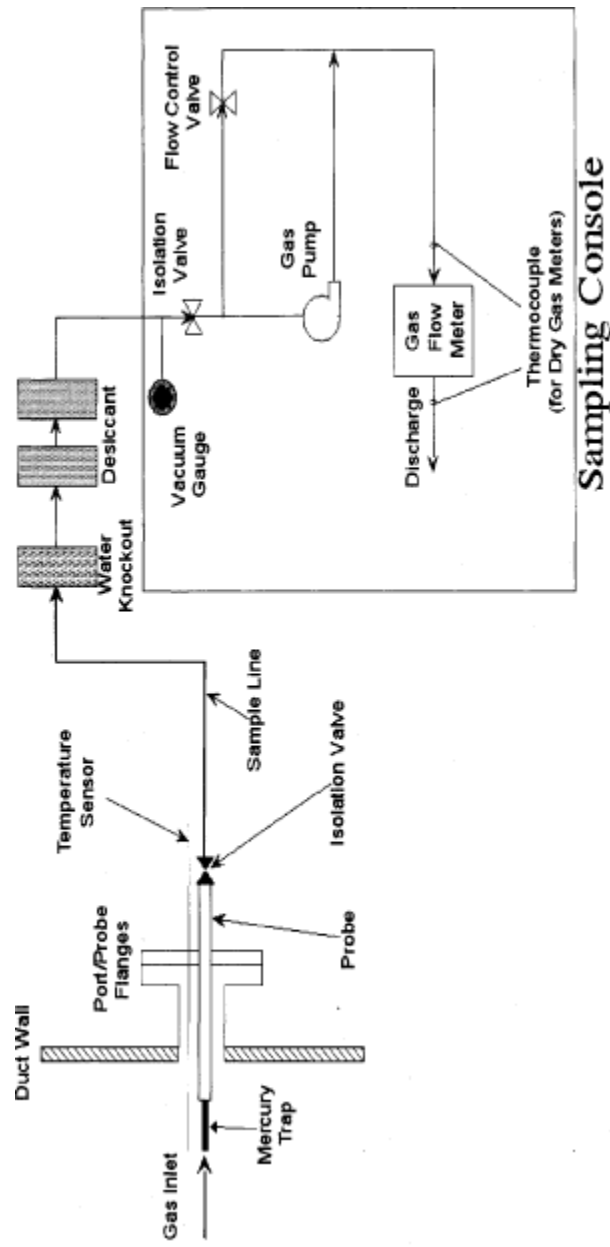 Gas Inlet
Mercury
Trap
Duct Wall
Port/Probe
Flanges
Probe
Temperature
Sensor
Isolation Valve
Sample Line
Water
Knockout
Desiccant
Vacuum
Gauge
Isolation
Valve
Flow Control
Valve
Gas
Pump
Gas
Flow
Meter
Discharge
Thermocouple
(for Dry Gas Meters)
Sampling Console